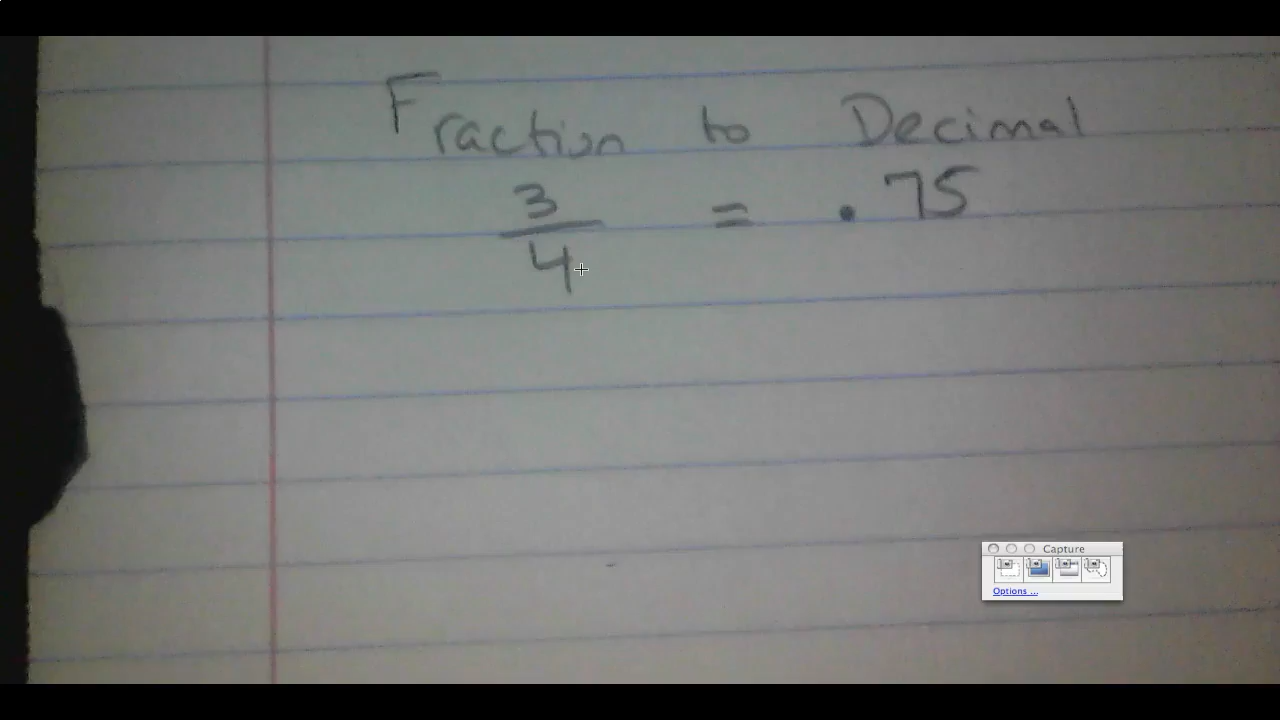 Fraction to Decimal
3/4 = .75
Capture
Options ...